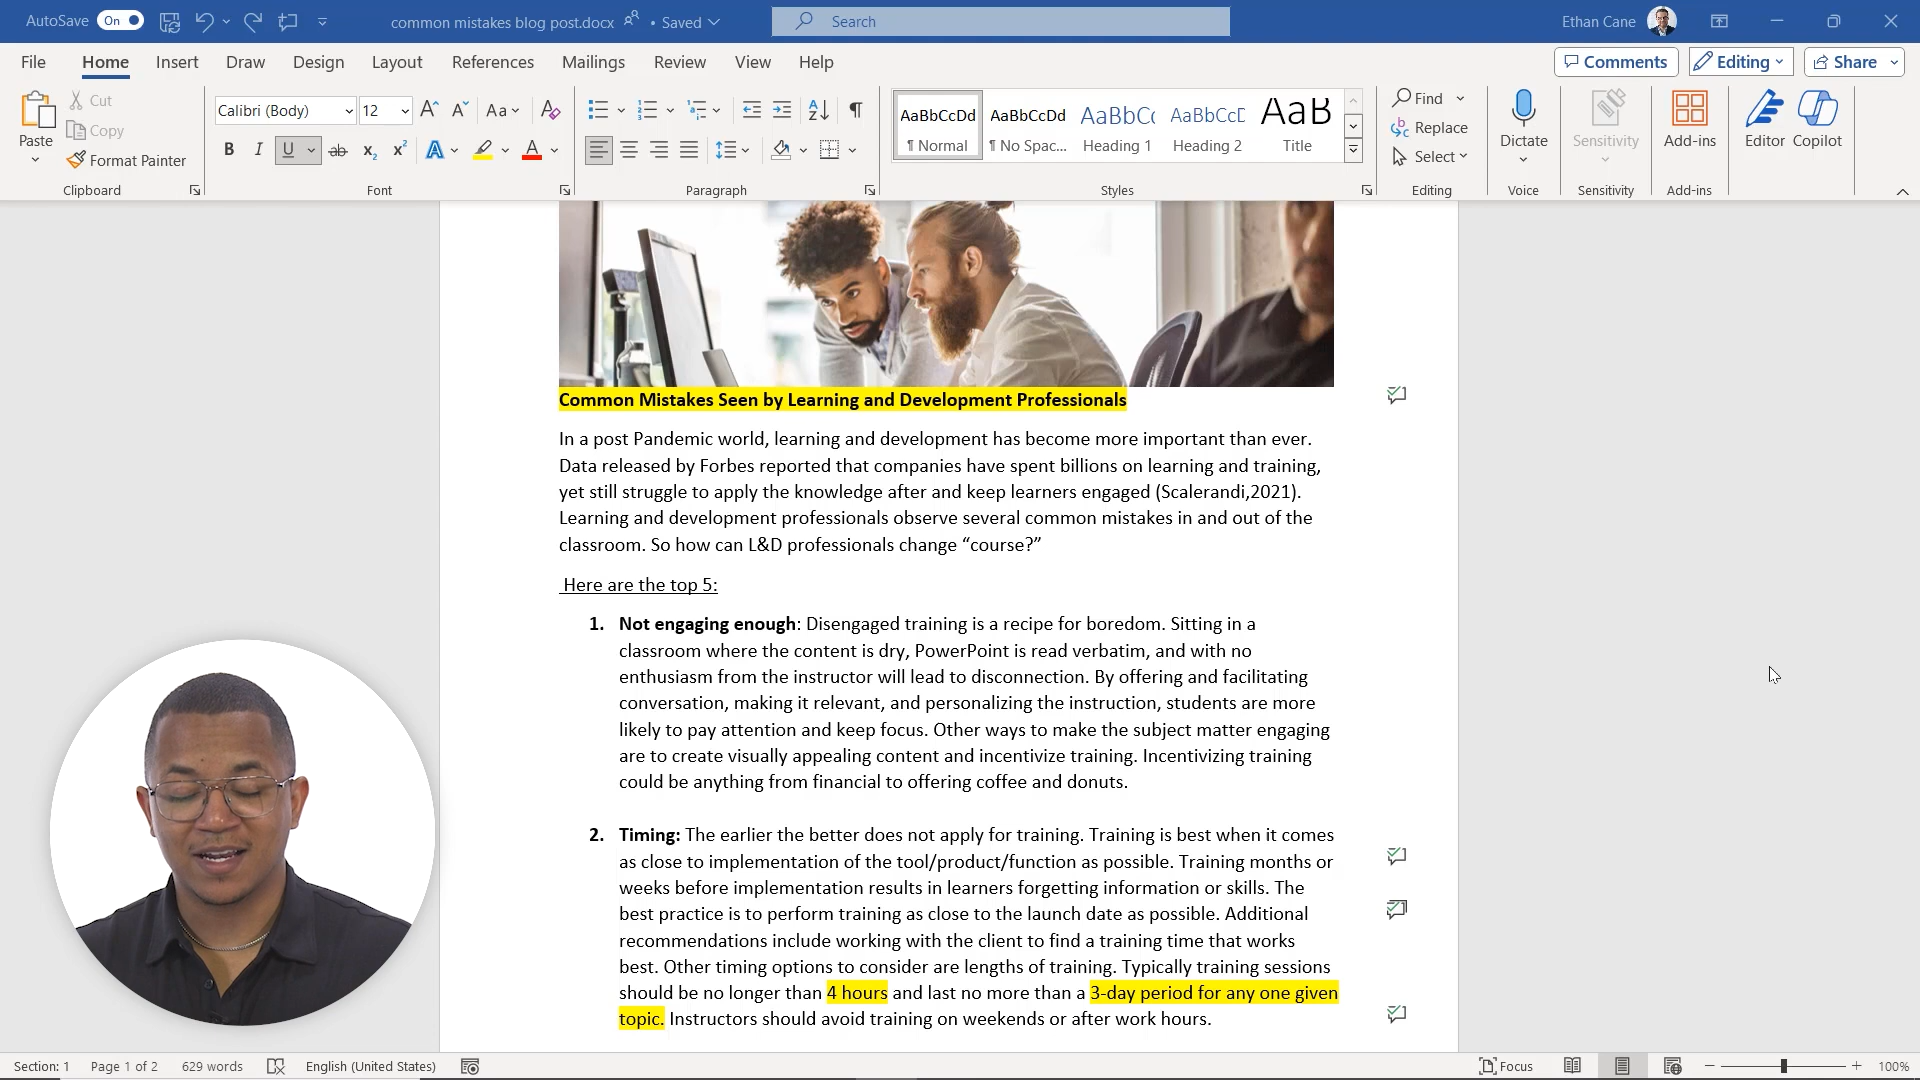 AutoSave On common mistakes blog post.docx • Saved Search Ethan Cane
File Home Insert Draw Design Layout References Mailings Review View Help Comments Editing Share
Paste Cut Copy Format Painter Clipboard
Calibri (Body) 12 Aa
B I U ab x₂ x² A A Font
Paragraph
AaBbCcDd AaBbCcDd AaBbCc AaBbCcD AaB
¶ Normal ¶ No Spac... Heading 1 Heading 2 Title
Styles
Find Replace Select Editing
Dictate Voice
Sensitivity Sensitivity
Add-ins Add-ins
Editor Copilot
Common Mistakes Seen by Learning and Development Professionals
In a post Pandemic world, learning and development has become more important than ever.
Data released by Forbes reported that companies have spent billions on learning and training,
yet still struggle to apply the knowledge after and keep learners engaged (Scalerandi,2021).
Learning and development professionals observe several common mistakes in and out of the
classroom. So how can L&D professionals change “course?”
Here are the top 5:
1. Not engaging enough: Disengaged training is a recipe for boredom. Sitting in a
classroom where the content is dry, PowerPoint is read verbatim, and with no
enthusiasm from the instructor will lead to disconnection. By offering and facilitating
conversation, making it relevant, and personalizing the instruction, students are more
likely to pay attention and keep focus. Other ways to make the subject matter engaging
are to create visually appealing content and incentivize training. Incentivizing training
could be anything from financial to offering coffee and donuts.
2. Timing: The earlier the better does not apply for training. Training is best when it comes
as close to implementation of the tool/product/function as possible. Training months or
weeks before implementation results in learners forgetting information or skills. The
best practice is to perform training as close to the launch date as possible. Additional
recommendations include working with the client to find a training time that works
best. Other timing options to consider are lengths of training. Typically training sessions
should be no longer than 4 hours and last no more than a 3-day period for any one given
topic. Instructors should avoid training on weekends or after work hours.
Section: 1 Page 1 of 2 629 words English (United States) Focus 100%